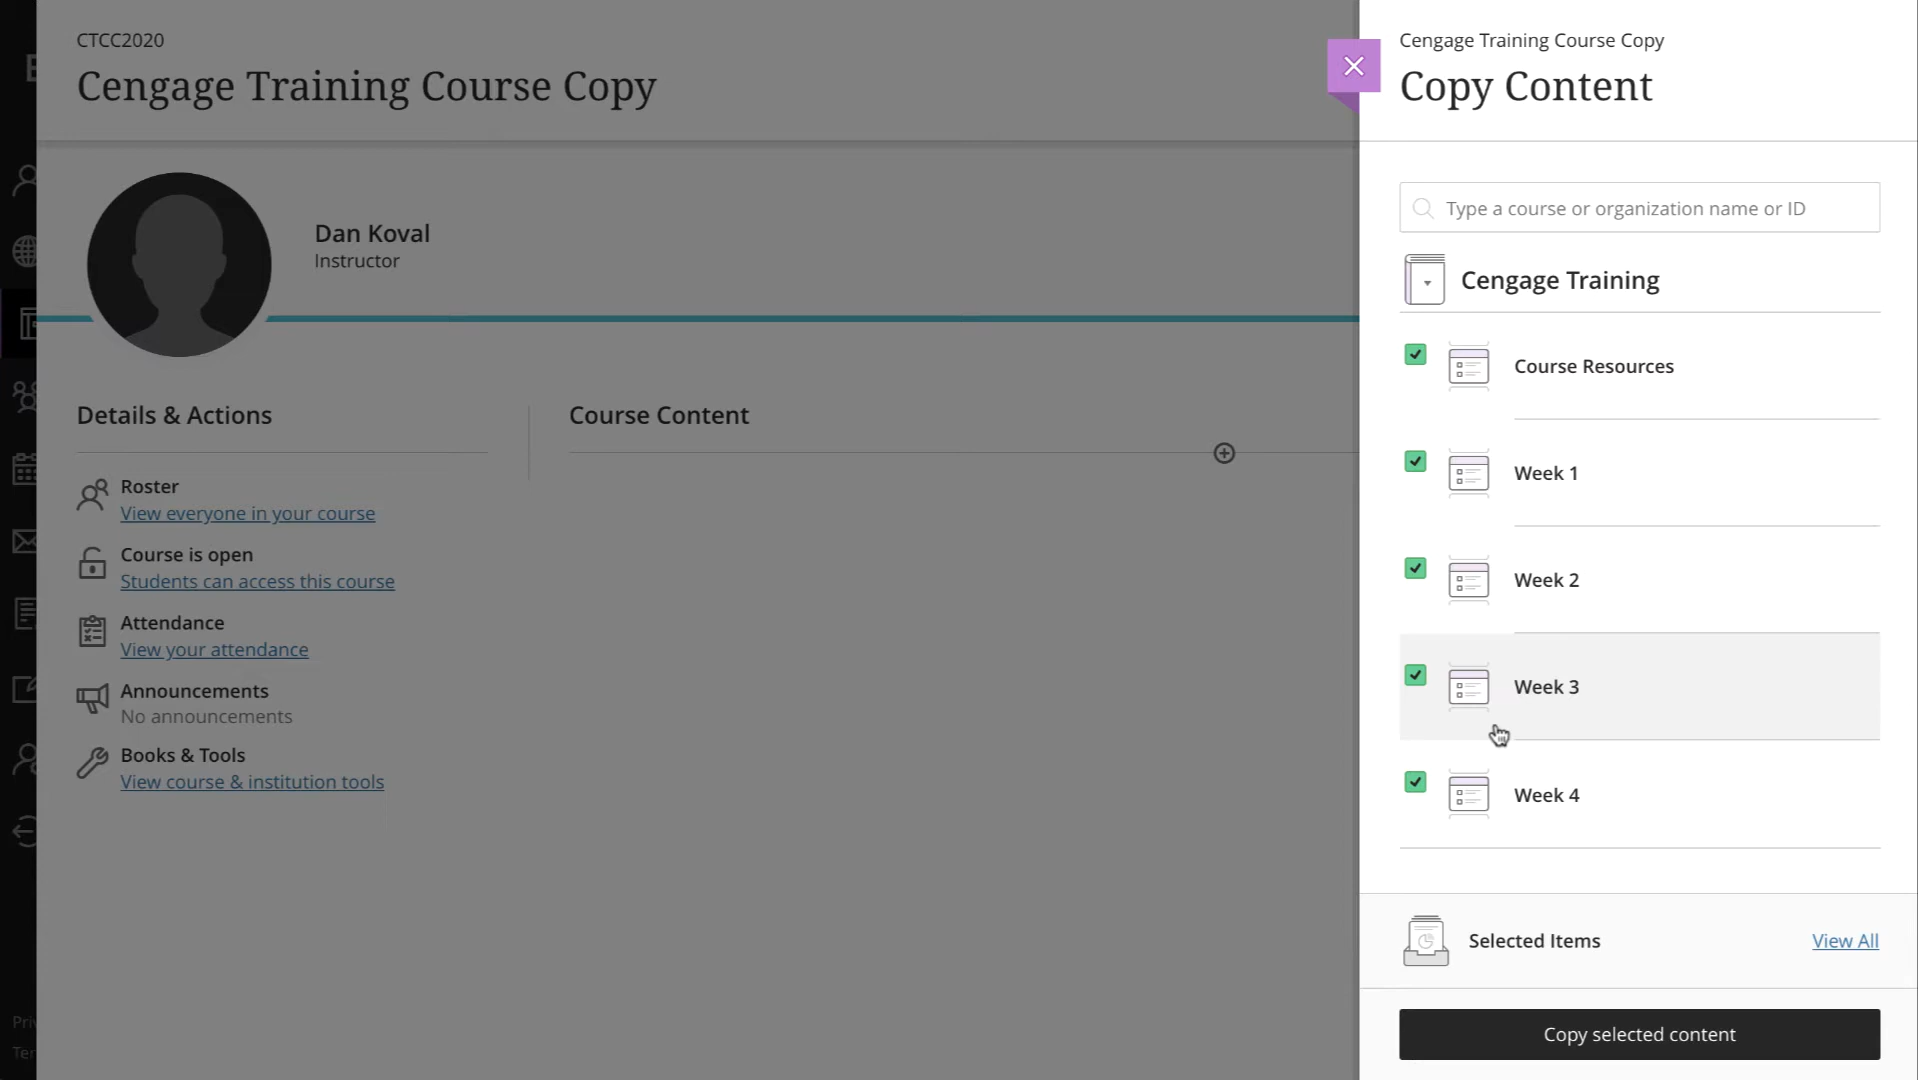 CTCC2020
Cengage Training Course Copy
Dan Koval
Instructor
Details & Actions
Roster
View everyone in your course
Course is open
Students can access this course
Attendance
View your attendance
Announcements
No announcements
Books & Tools
View course & institution tools
Course Content
Cengage Training Course Copy
Copy Content
Type a course or organization name or ID
Cengage Training
Course Resources
Week 1
Week 2
Week 3
Week 4
Selected Items
View All
Copy selected content